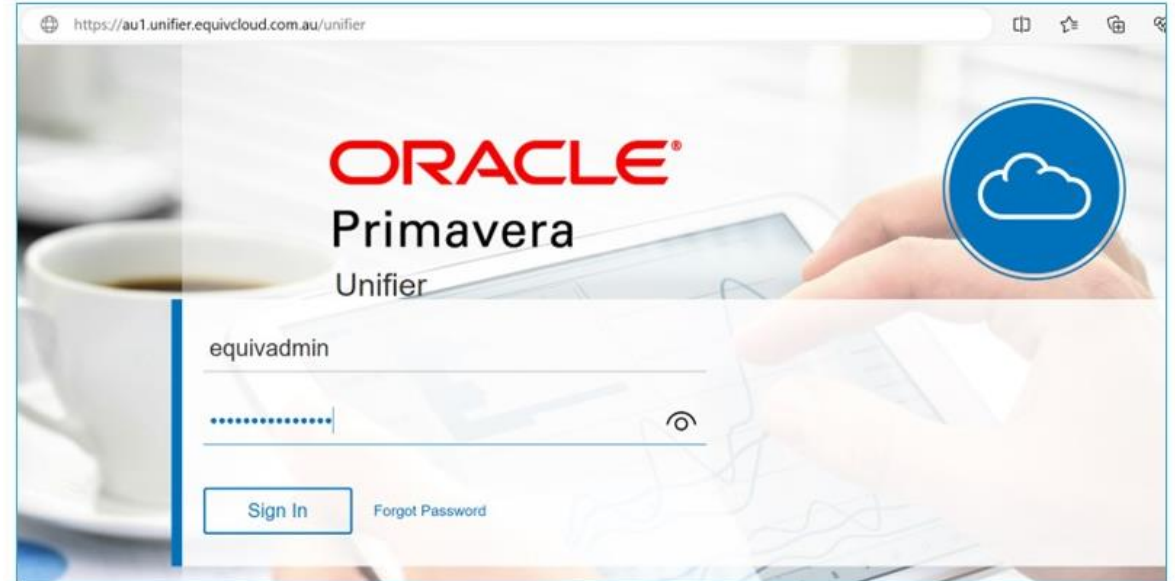 https://au1.unifier.equivcloud.com.au/unifier
ORACLE®
Primavera
Unifier
equivadmin
•••••••••••••••
Sign In
Forgot Password